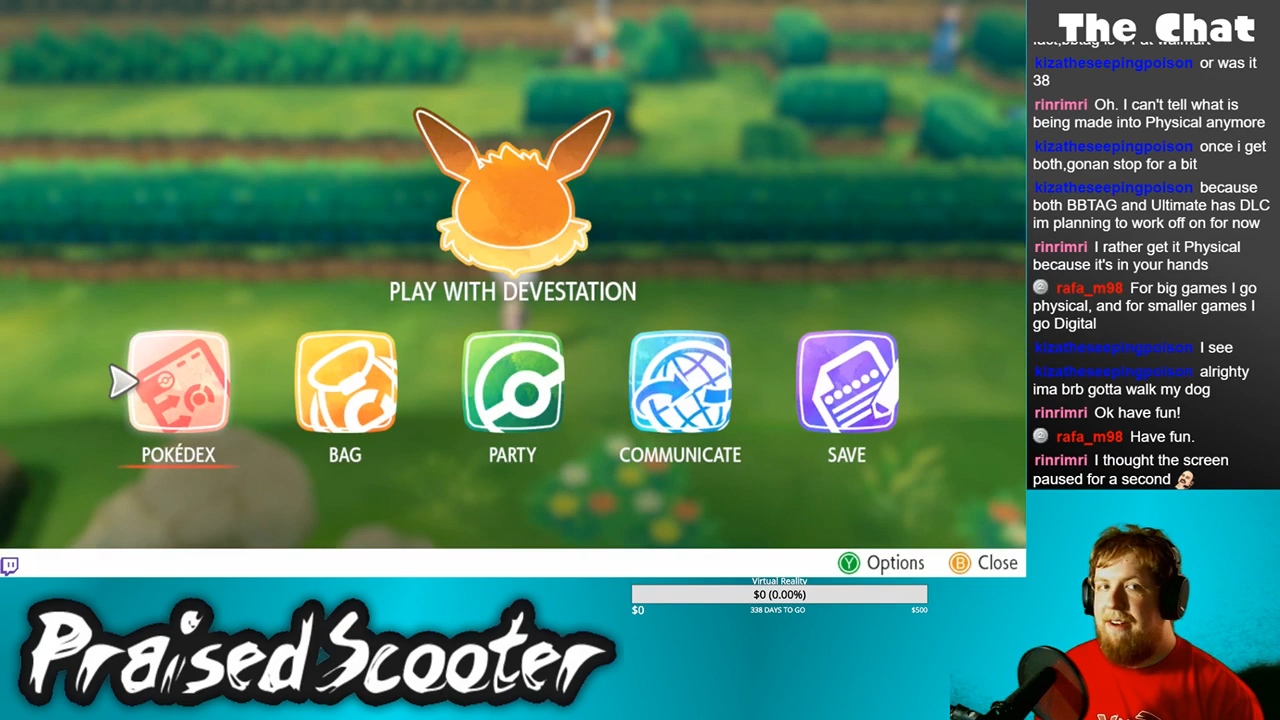 PLAY WITH DEVESTATION
POKÉDEX
BAG
PARTY
COMMUNICATE
SAVE
Y Options
B Close
The Chat
kizatheseepingpoison or was it
38
rinrimri Oh. I can't tell what is
being made into Physical anymore
kizatheseepingpoison once i get
both,gonan stop for a bit
kizatheseepingpoison because
both BBTAG and Ultimate has DLC
im planning to work off on for now
rinrimri I rather get it Physical
because it's in your hands
rafa_m98 For big games I go
physical, and for smaller games I
go Digital
kizatheseepingpoison I see
kizatheseepingpoison alrighty
ima brb gotta walk my dog
rinrimri Ok have fun!
rafa_m98 Have fun.
rinrimri I thought the screen
paused for a second
PraisedScooter
Virtual Reality
$0 (0.00%)
$0
338 DAYS TO GO
$500